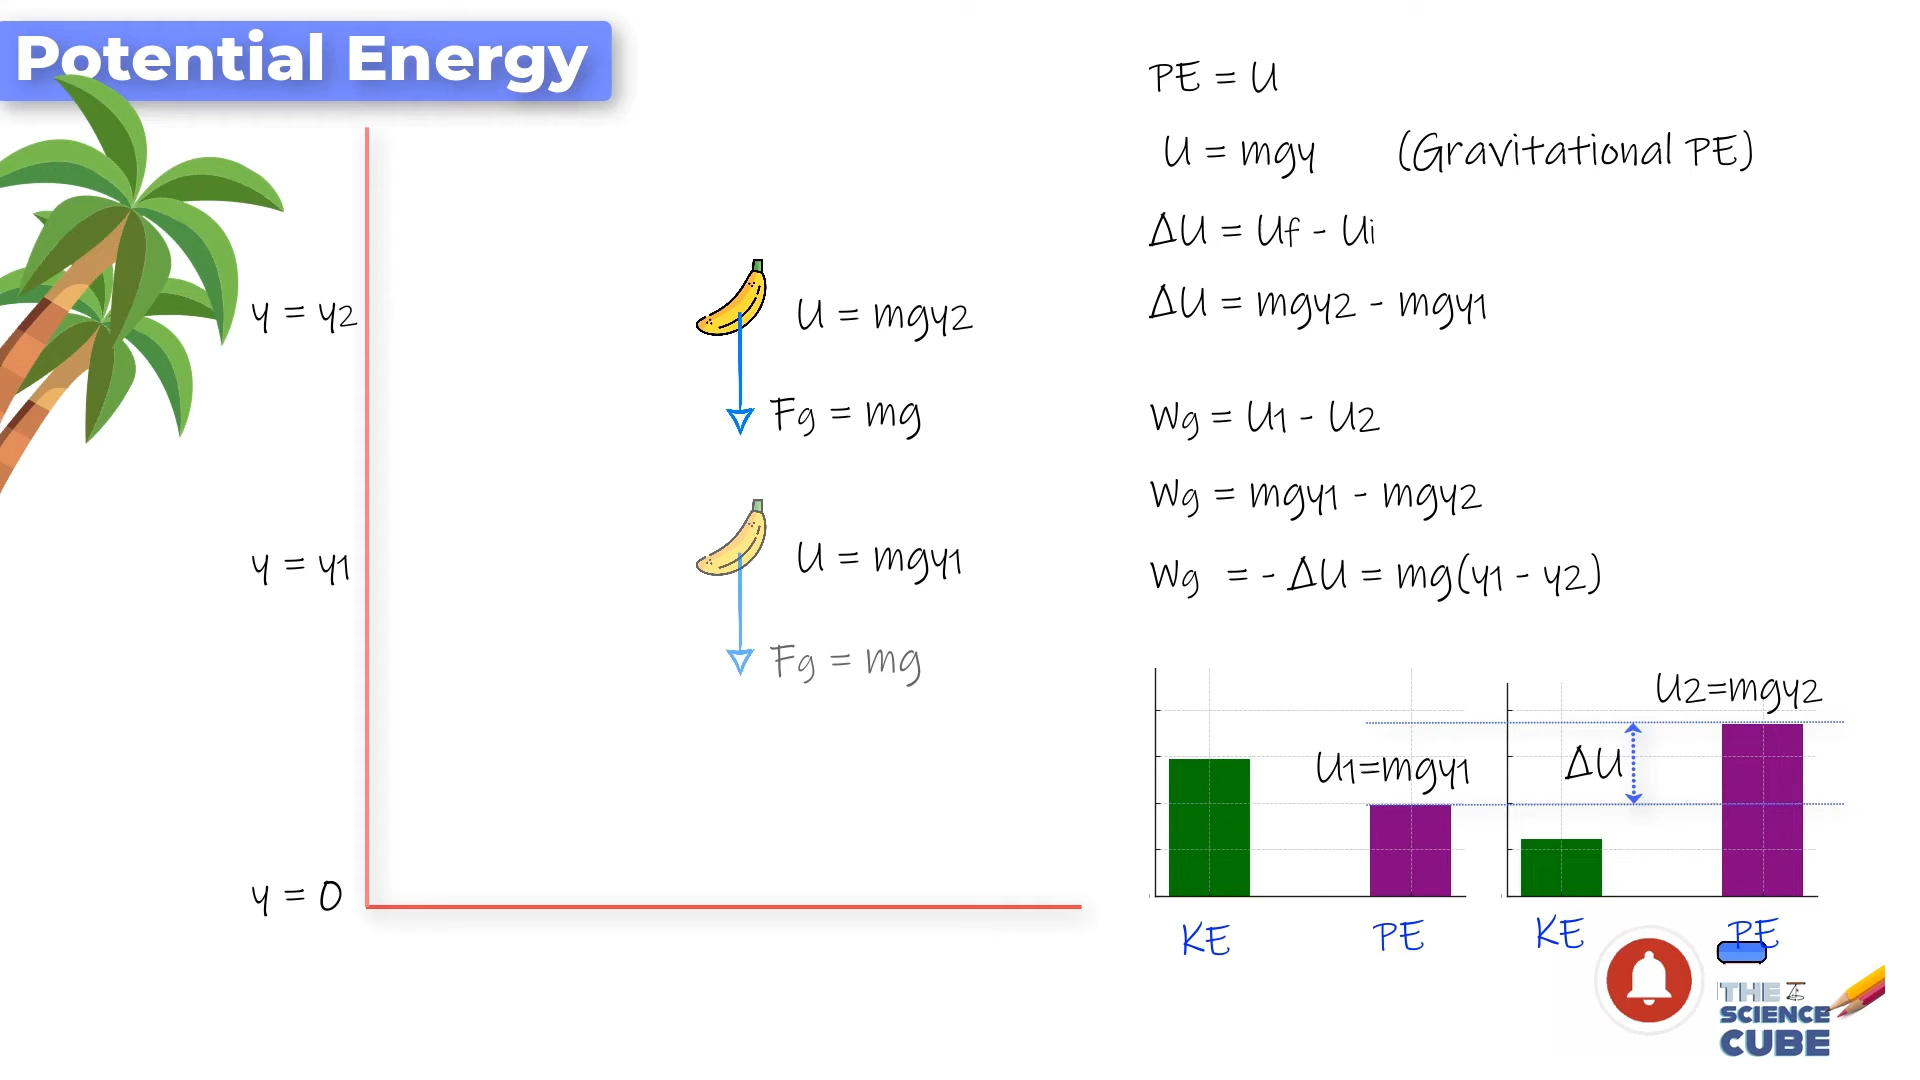 Potential Energy
y = y2
y = y1
y = 0
U = mgy2
Fg = mg
U = mgy1
Fg = mg
PE = U
U = mgy (Gravitational PE)
ΔU = Uf - Ui
ΔU = mgy2 - mgy1
Wg = U1 - U2
Wg = mgy1 - mgy2
Wg = - ΔU = mg(y1 - y2)
U1=mgy1
KE PE
U2=mgy2
ΔU
KE PE
THE
SCIENCE
CUBE